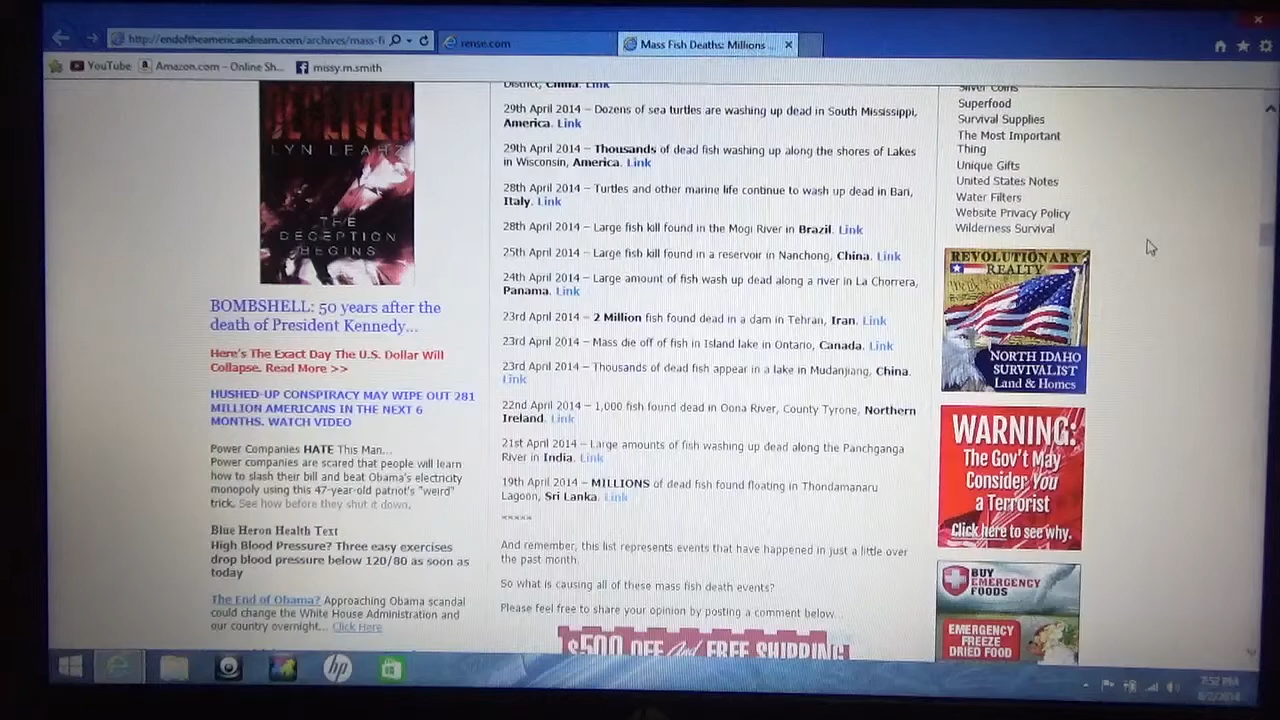 http://endoftheamericandream.com/archives/mass-fi
rense.com
Mass Fish Deaths: Millions ...
YouTube
Amazon.com – Online Sh...
missy.m.smith
LYN LEAHZ
THE
DECEPTION
BEGINS
BOMBSHELL: 50 years after the
death of President Kennedy...
Here's The Exact Day The U.S. Dollar Will
Collapse. Read More >>
HUSHED-UP CONSPIRACY MAY WIPE OUT 281
MILLION AMERICANS IN THE NEXT 6
MONTHS. WATCH VIDEO
Power Companies HATE This Man...
Power companies are scared that people will learn
how to slash their bill and beat Obama's electricity
monopoly using this 47-year-old patriot's "weird"
trick. See how before they shut it down.
Blue Heron Health Text
High Blood Pressure? Three easy exercises
drop blood pressure below 120/80 as soon as
today
The End of Obama? Approaching Obama scandal
could change the White House Administration and
our country overnight... Click Here
District, China. Link
29th April 2014 – Dozens of sea turtles are washing up dead in South Mississippi,
America. Link
29th April 2014 – Thousands of dead fish washing up along the shores of Lakes
in Wisconsin, America. Link
28th April 2014 – Turtles and other marine life continue to wash up dead in Bari,
Italy. Link
28th April 2014 – Large fish kill found in the Mogi River in Brazil. Link
25th April 2014 – Large fish kill found in a reservoir in Nanchong, China. Link
24th April 2014 – Large amount of fish wash up dead along a river in La Chorrera,
Panama. Link
23rd April 2014 – 2 Million fish found dead in a dam in Tehran, Iran. Link
23rd April 2014 – Mass die off of fish in Island lake in Ontario, Canada. Link
23rd April 2014 – Thousands of dead fish appear in a lake in Mudanjiang, China.
Link
22nd April 2014 – 1,000 fish found dead in Oona River, County Tyrone, Northern
Ireland. Link
21st April 2014 – Large amounts of fish washing up dead along the Panchganga
River in India. Link
19th April 2014 – MILLIONS of dead fish found floating in Thondamanaru
Lagoon, Sri Lanka. Link
*****
And remember, this list represents events that have happened in just a little over
the past month.
So what is causing all of these mass fish death events?
Please feel free to share your opinion by posting a comment below...
$500 OFF And FREE SHIPPING
Silver Coins
Superfood
Survival Supplies
The Most Important
Thing
Unique Gifts
United States Notes
Water Filters
Website Privacy Policy
Wilderness Survival
REVOLUTIONARY
REALTY
NORTH IDAHO
SURVIVALIST
Land & Homes
WARNING:
The Gov't May
Consider You
a Terrorist
Click here to see why.
BUY
EMERGENCY
FOODS
EMERGENCY
FREEZE
DRIED FOOD
hp
7:52 PM